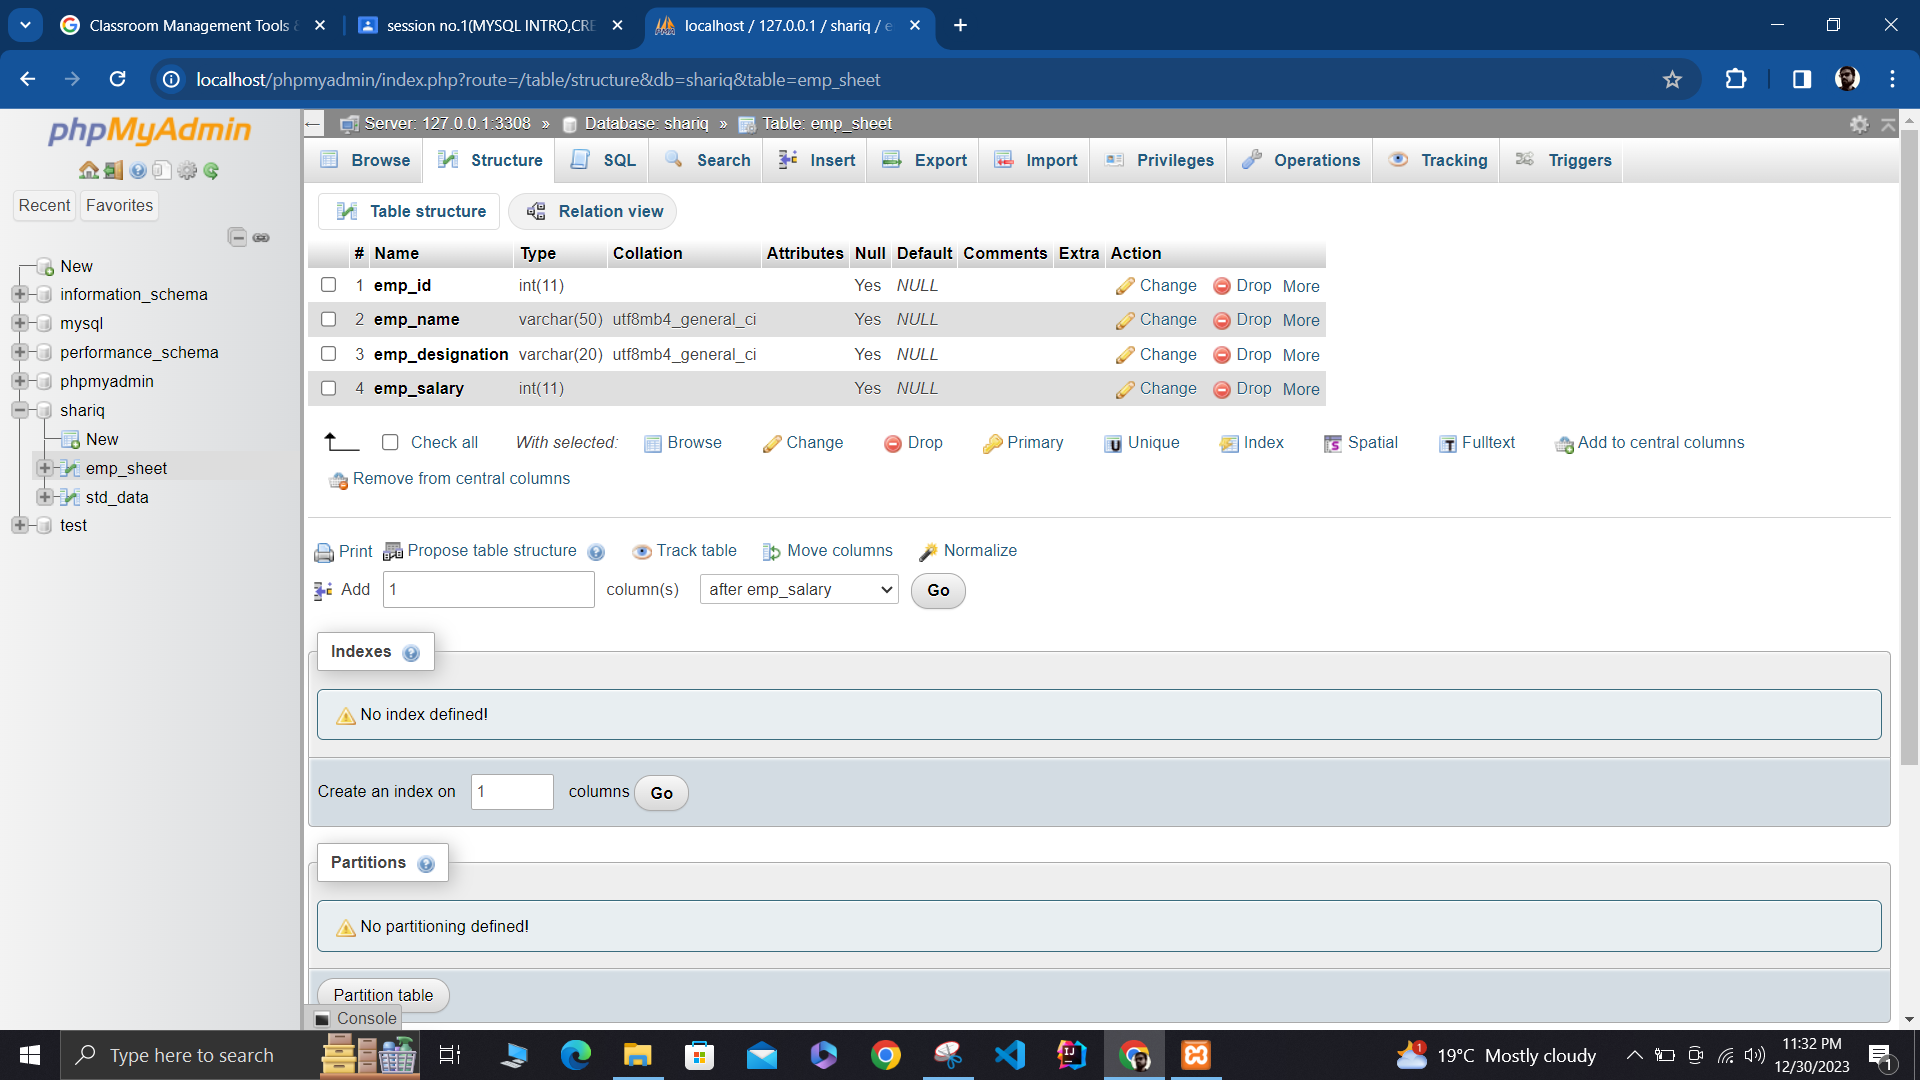 Classroom Management Tools &
session no.1(MYSQL INTRO,CRE
localhost / 127.0.0.1 / shariq / e
localhost/phpmyadmin/index.php?route=/table/structure&db=shariq&table=emp_sheet
phpMyAdmin
Recent Favorites
New
information_schema
mysql
performance_schema
phpmyadmin
shariq
New
emp_sheet
std_data
test
Server: 127.0.0.1:3308 » Database: shariq » Table: emp_sheet
Browse Structure SQL Search Insert Export Import Privileges Operations Tracking Triggers
Table structure Relation view
# Name Type Collation Attributes Null Default Comments Extra Action
1 emp_id int(11) Yes NULL Change Drop More
2 emp_name varchar(50) utf8mb4_general_ci Yes NULL Change Drop More
3 emp_designation varchar(20) utf8mb4_general_ci Yes NULL Change Drop More
4 emp_salary int(11) Yes NULL Change Drop More
Check all With selected: Browse Change Drop Primary Unique Index Spatial Fulltext Add to central columns
Remove from central columns
Print Propose table structure Track table Move columns Normalize
Add 1 column(s) after emp_salary Go
Indexes
No index defined!
Create an index on 1 columns Go
Partitions
No partitioning defined!
Partition table
Console
Type here to search
1
19°C Mostly cloudy
11:32 PM
12/30/2023
1